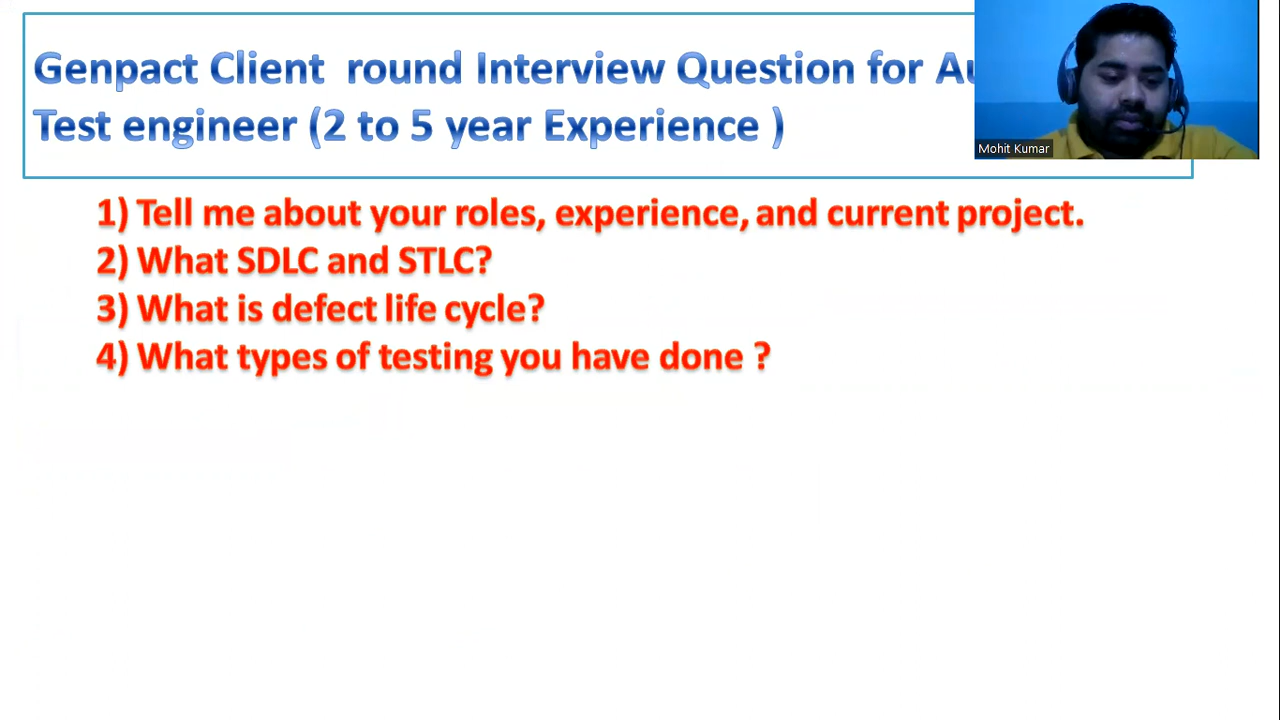 Genpact Client round Interview Question for
Test engineer (2 to 5 year Experience )
Mohit Kumar
1) Tell me about your roles, experience, and current project.
2) What SDLC and STLC?
3) What is defect life cycle?
4) What types of testing you have done ?